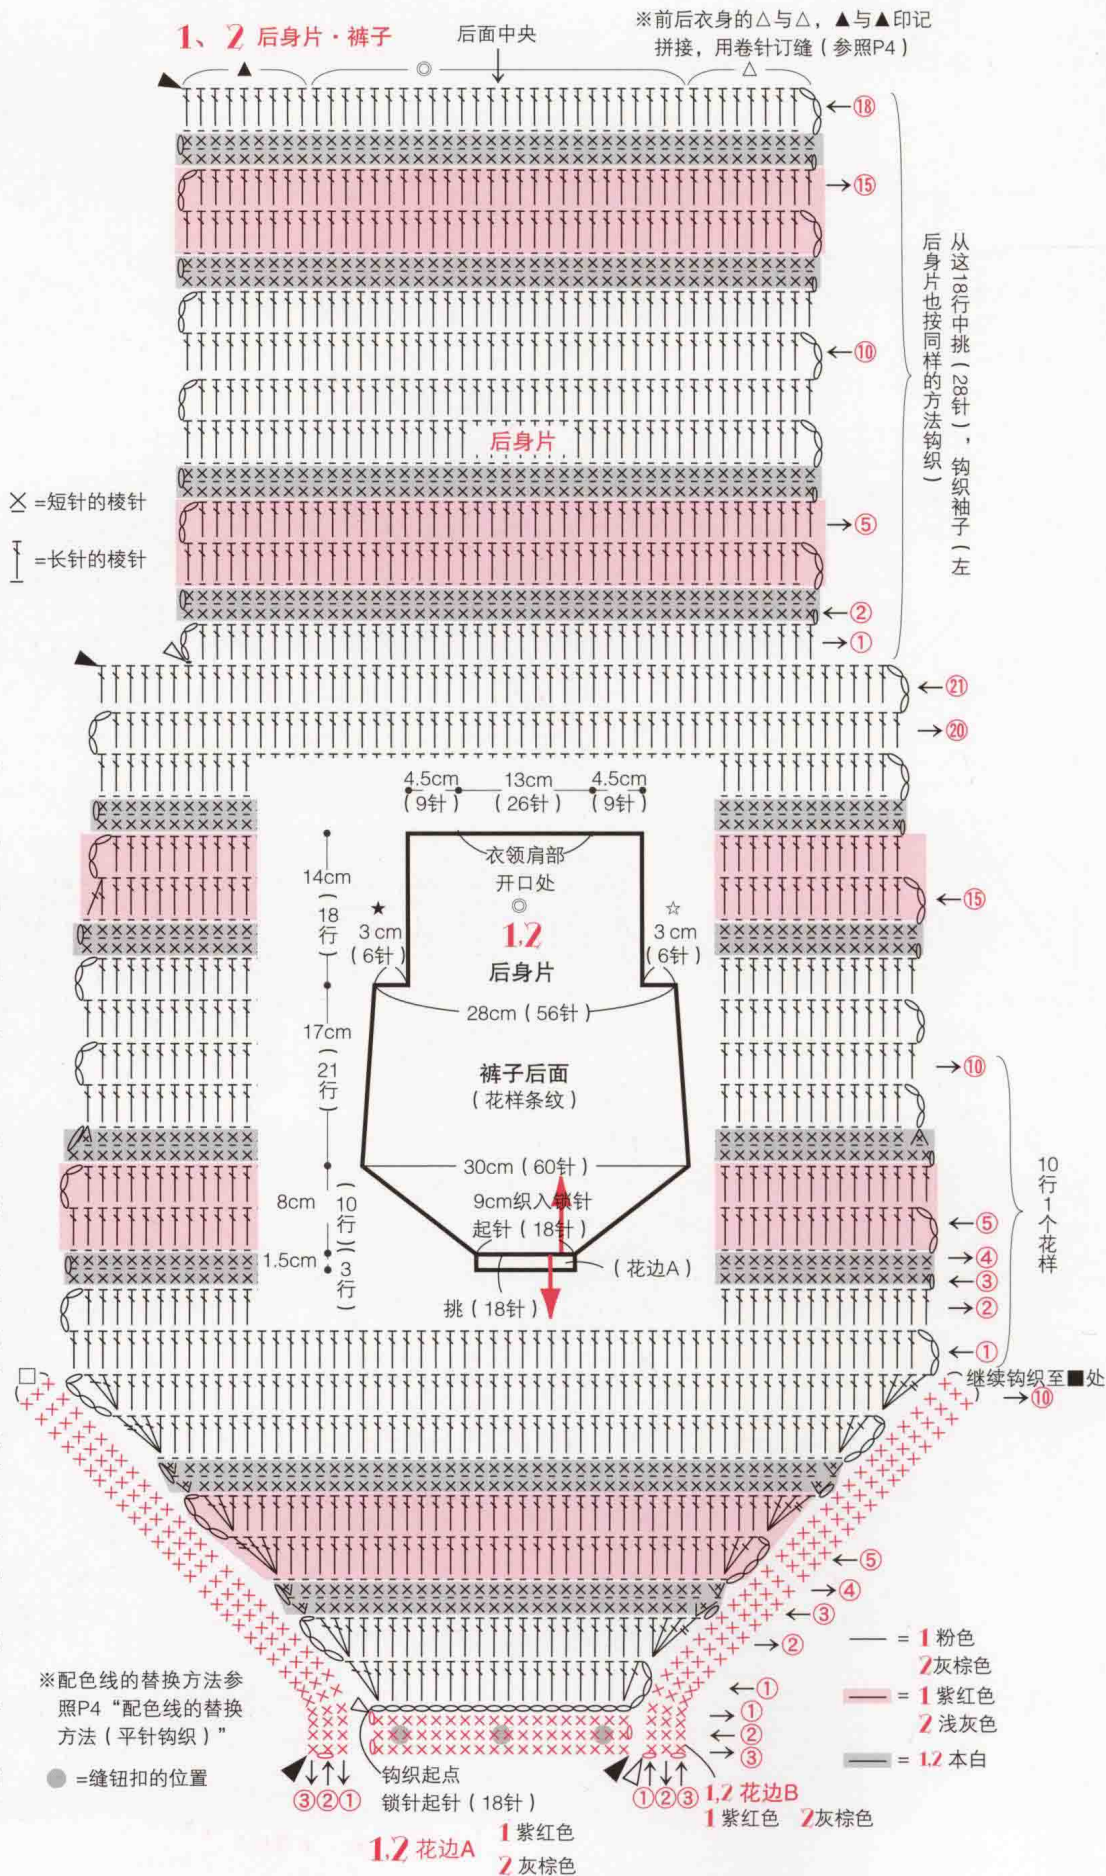 1、2 后身片·裤子
后面中央
※前后衣身的△与△，▲与▲印记
拼接，用卷针订缝（参照P4）
▲
◎
△
⑱
⑮
⑩
后身片
⑤
②
①
从这18行中挑（28针），钩织袖子（左
后身片也按同样的方法钩织）
=短针的棱针
=长针的棱针
㉑
⑳
4.5cm
（9针）
13cm
（26针）
4.5cm
（9针）
衣领肩部
开口处
◎
1,2
后身片
14cm
（18行）
★
3 cm
（6针）
☆
3 cm
（6针）
28cm（56针）
17cm
（21行）
裤子后面
（花样条纹）
30cm（60针）
8cm
（10行）
9cm织入锁针
起针（18针）
1.5cm
（3行）
（花边A）
挑（18针）
⑮
⑩
⑤
④
③
②
①
10行1个花样
□
继续钩织至■处
⑩
⑤
④
③
②
①
①
②
③
※配色线的替换方法参
照P4“配色线的替换
方法（平针钩织）”
=缝钮扣的位置
③②①
钩织起点
锁针起针（18针）
①②③
1,2 花边B
1 紫红色 2灰棕色
1,2 花边A
1 紫红色
2 灰棕色
= 1 粉色
2灰棕色
= 1 紫红色
2 浅灰色
= 1.2 本白